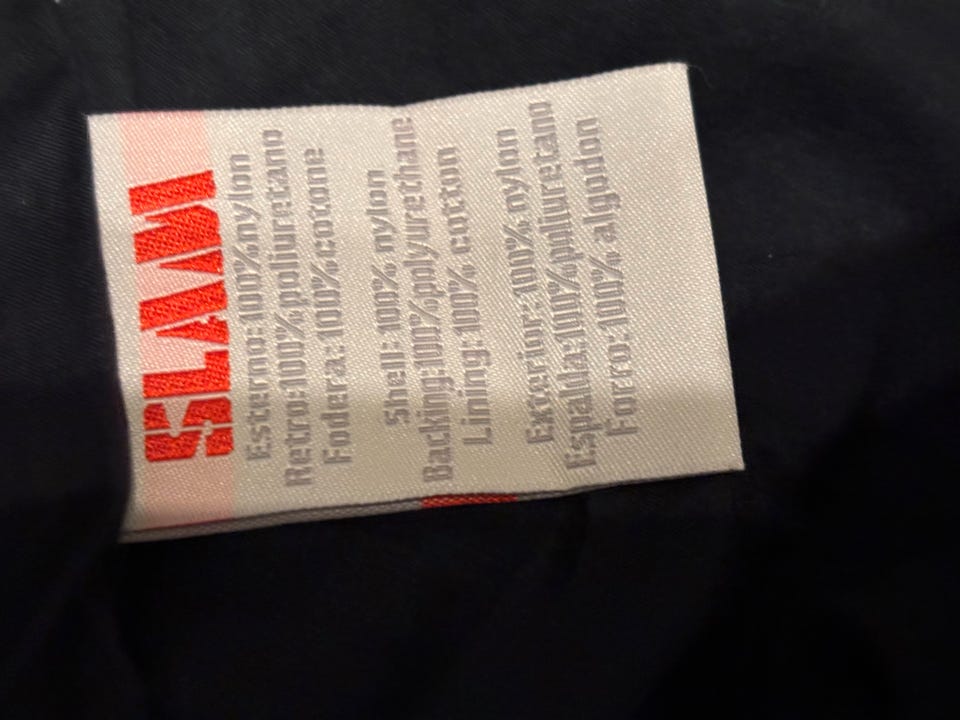 SLAM
Esterno:100%nylon
Retro:100%poliuretano
Fodera:100%cotone
Shell:100% nylon
Backing:100%polyurethane
Lining:100% cotton
Exterior:100%nylon
Espalda:100%poliuretano
Forro:100% algodon